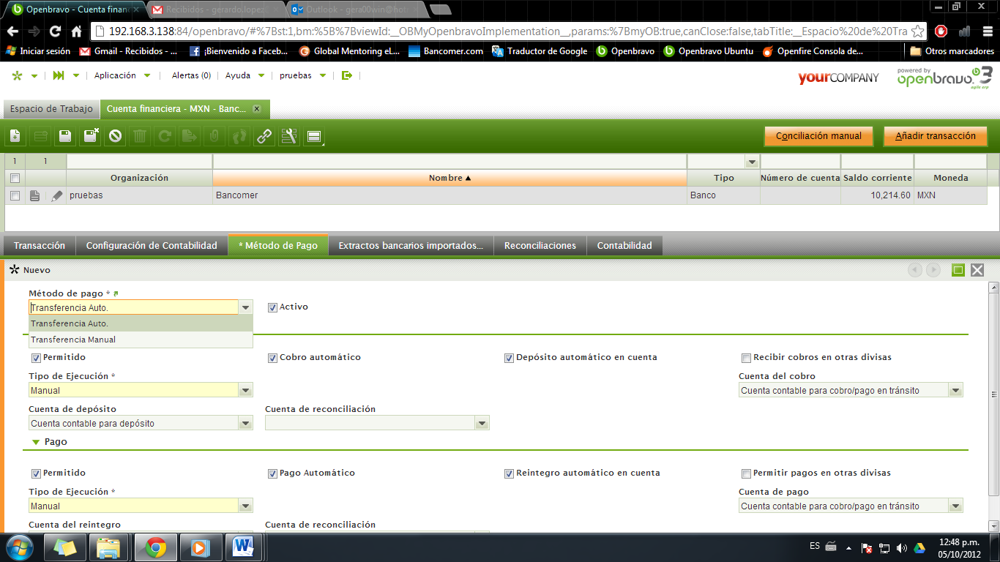 Openbravo - Cuenta finan
Recibidos - gerardo.lopez
Outlook - gera00win@hot
192.168.3.138:84/openbravo/#%7Bst:1,bm:%5B%7BviewId:__OBMyOpenbravoImplementation__,params:%7BmyOB:true,canClose:false,tabTitle:__Espacio%20de%20Tra
Iniciar sesión
Gmail - Recibidos - ...
¡Bienvenido a Faceb...
Global Mentoring eL...
Bancomer.com
Traductor de Google
Openbravo
Openbravo Ubuntu
Openfire Consola de...
Otros marcadores
Aplicación
Alertas (0)
Ayuda
pruebas
yourCOMPANY
powered by
openbravo 3
agile erp
Espacio de Trabajo
Cuenta financiera - MXN - Banc...
Conciliación manual
Añadir transacción
1 1
Organización Nombre Tipo Número de cuenta Saldo corriente Moneda
pruebas Bancomer Banco 10,214.60 MXN
Transacción
Configuración de Contabilidad
* Método de Pago
Extractos bancarios importados...
Reconciliaciones
Contabilidad
Nuevo
Método de pago *
Transferencia Auto.
Activo
Transferencia Auto.
Transferencia Manual
Permitido
Cobro automático
Depósito automático en cuenta
Recibir cobros en otras divisas
Tipo de Ejecución *
Cuenta del cobro
Manual
Cuenta contable para cobro/pago en tránsito
Cuenta de depósito
Cuenta de reconciliación
Cuenta contable para depósito
Pago
Permitido
Pago Automático
Reintegro automático en cuenta
Permitir pagos en otras divisas
Tipo de Ejecución *
Cuenta de pago
Manual
Cuenta contable para cobro/pago en tránsito
Cuenta del reintegro
Cuenta de reconciliación
ES
12:48 p.m.
05/10/2012